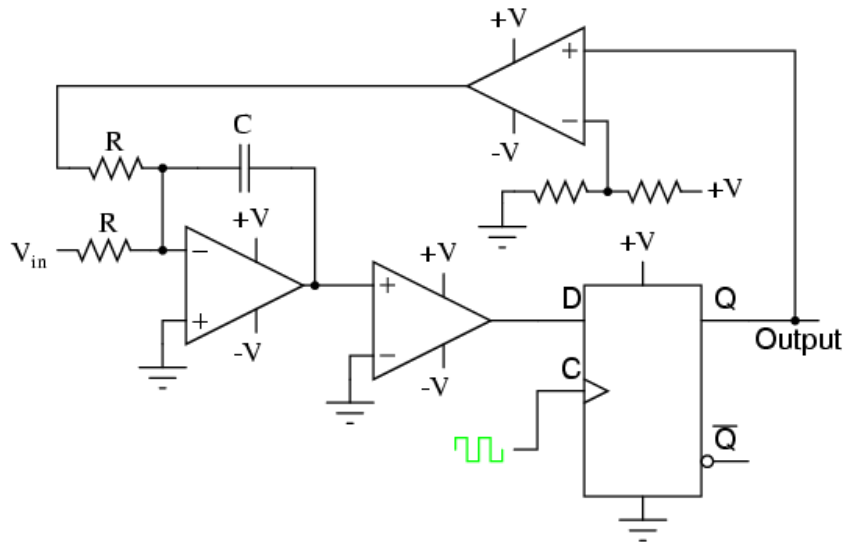 +V
+
−
-V
+V
R
C
R
V_in
−
+
+V
-V
+
−
+V
-V
+V
D
Q
C
Output
Q̅